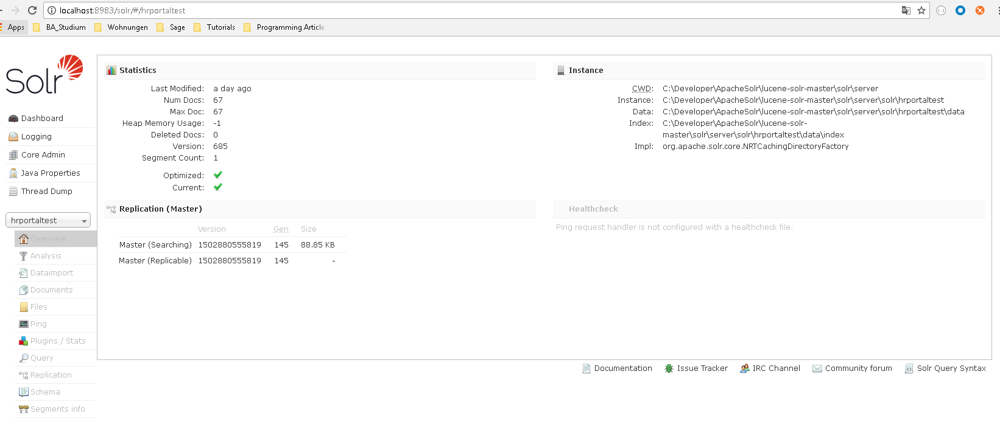 localhost:8983/solr/#/hrportaltest
Apps BA_Studium Wohnungen Sage Tutorials Programming Article
Solr
Dashboard
Logging
Core Admin
Java Properties
Thread Dump
hrportaltest
Overview
Analysis
Dataimport
Documents
Files
Ping
Plugins / Stats
Query
Replication
Schema
Segments info
Statistics
Last Modified: a day ago
Num Docs: 67
Max Doc: 67
Heap Memory Usage: -1
Deleted Docs: 0
Version: 685
Segment Count: 1
Optimized:
Current:
Instance
CWD: C:\Developer\ApacheSolr\lucene-solr-master\solr\server
Instance: C:\Developer\ApacheSolr\lucene-solr-master\solr\server\solr\hrportaltest
Data: C:\Developer\ApacheSolr\lucene-solr-master\solr\server\solr\hrportaltest\data
Index: C:\Developer\ApacheSolr\lucene-solr-
master\solr\server\solr\hrportaltest\data\index
Impl: org.apache.solr.core.NRTCachingDirectoryFactory
Replication (Master)
Version Gen Size
Master (Searching) 1502880555819 145 88.85 KB
Master (Replicable) 1502880555819 145 -
Healthcheck
Ping request handler is not configured with a healthcheck file.
Documentation Issue Tracker IRC Channel Community forum Solr Query Syntax